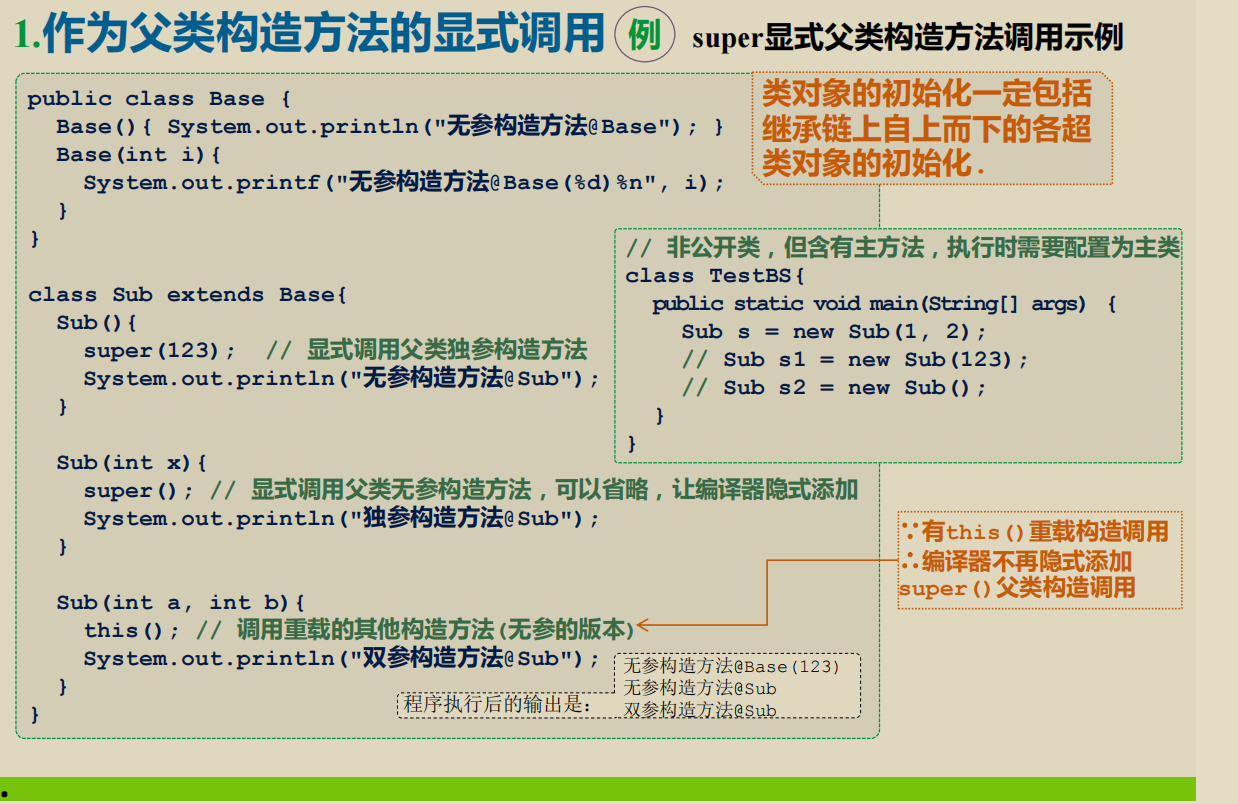 1.作为父类构造方法的显式调用 例 super显式父类构造方法调用示例
public class Base {
Base(){ System.out.println("无参构造方法@Base"); }
Base(int i){
System.out.printf("无参构造方法@Base(%d)%n", i);
}
}
class Sub extends Base{
Sub(){
super(123); // 显式调用父类独参构造方法
System.out.println("无参构造方法@Sub");
}
Sub(int x){
super(); // 显式调用父类无参构造方法，可以省略，让编译器隐式添加
System.out.println("独参构造方法@Sub");
}
Sub(int a, int b){
this(); // 调用重载的其他构造方法(无参的版本)
System.out.println("双参构造方法@Sub");
}
}
类对象的初始化一定包括
继承链上自上而下的各超
类对象的初始化.
// 非公开类，但含有主方法，执行时需要配置为主类
class TestBS{
public static void main(String[] args) {
Sub s = new Sub(1, 2);
// Sub s1 = new Sub(123);
// Sub s2 = new Sub();
}
}
∵有this()重载构造调用
∴编译器不再隐式添加
super()父类构造调用
程序执行后的输出是：
无参构造方法@Base(123)
无参构造方法@Sub
双参构造方法@Sub